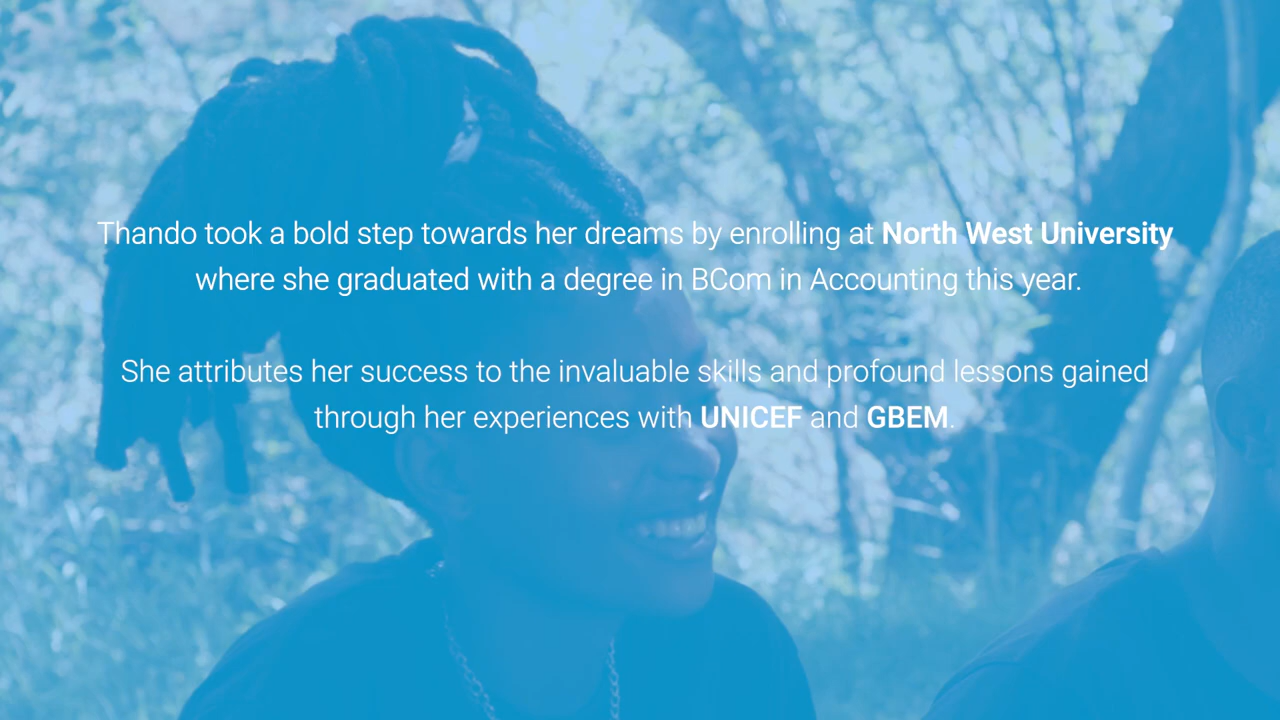 Thando took a bold step towards her dreams by enrolling at North West University
where she graduated with a degree in BCom in Accounting this year.
She attributes her success to the invaluable skills and profound lessons gained
through her experiences with UNICEF and GBEM.